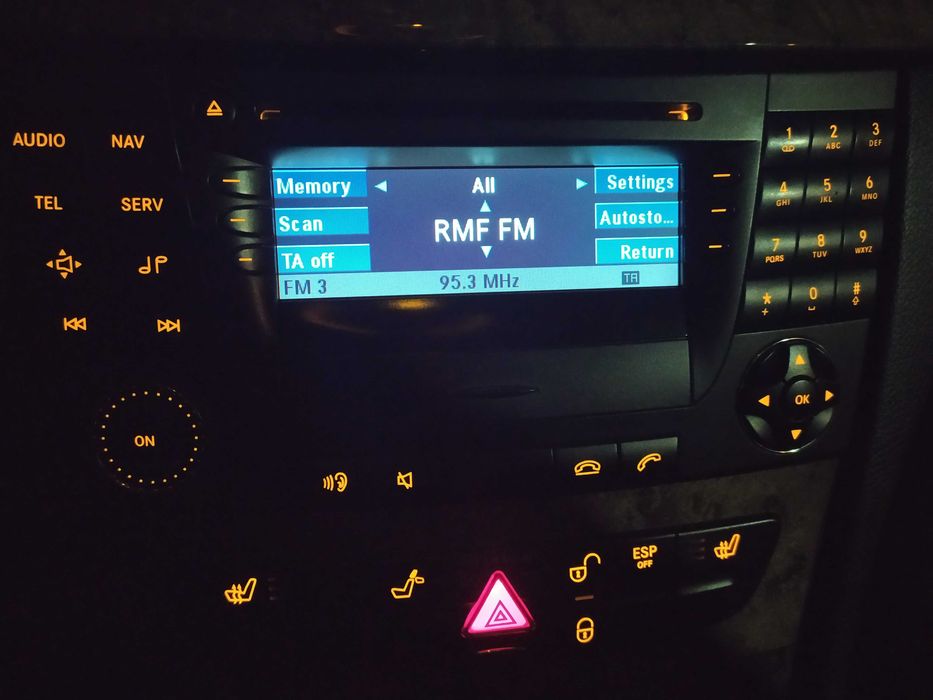 AUDIO NAV
TEL SERV
ON
Memory
Scan
TA off
All
RMF FM
Settings
Autosto...
Return
FM 3 95.3 MHz TA
1
2 ABC
3 DEF
4 GHI
5 JKL
6 MNO
7 PQRS
8 TUV
9 WXYZ
* +
0
#
OK
ESP
OFF